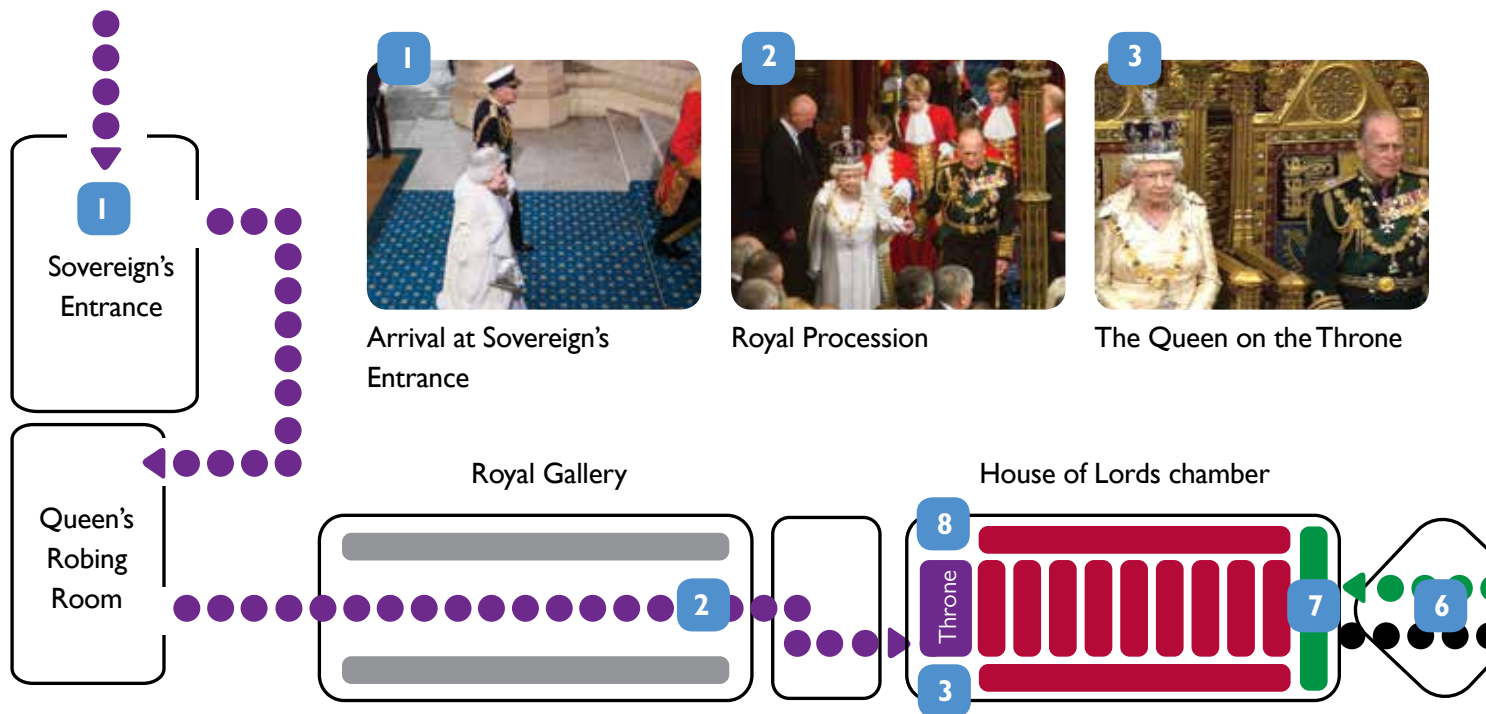 1
2
3
Arrival at Sovereign's
Entrance
Royal Procession
The Queen on the Throne
1
Sovereign's
Entrance
Queen's
Robing
Room
Royal Gallery
2
House of Lords chamber
8
Throne
3
7
6